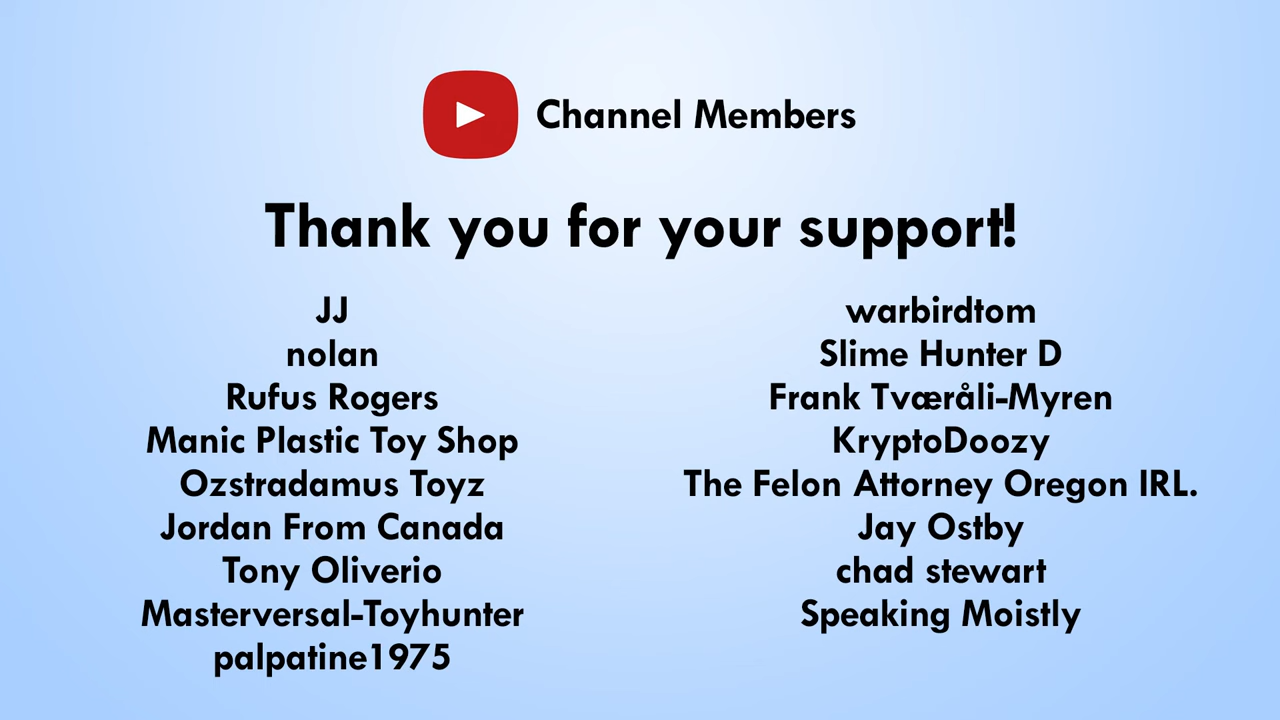 Channel Members
Thank you for your support!
JJ
nolan
Rufus Rogers
Manic Plastic Toy Shop
Ozstradamus Toyz
Jordan From Canada
Tony Oliverio
Masterversal-Toyhunter
palpatine1975
warbirdtom
Slime Hunter D
Frank Tværåli-Myren
KryptoDoozy
The Felon Attorney Oregon IRL.
Jay Ostby
chad stewart
Speaking Moistly